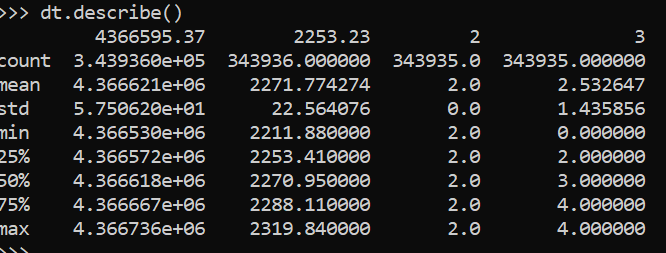 >>> dt.describe()
4366595.37 2253.23 2 3
count 3.439360e+05 343936.000000 343935.0 343935.000000
mean 4.366621e+06 2271.774274 2.0 2.532647
std 5.750620e+01 22.564076 0.0 1.435856
min 4.366530e+06 2211.880000 2.0 0.000000
25% 4.366572e+06 2253.410000 2.0 2.000000
50% 4.366618e+06 2270.950000 2.0 3.000000
75% 4.366667e+06 2288.110000 2.0 4.000000
max 4.366736e+06 2319.840000 2.0 4.000000
>>>